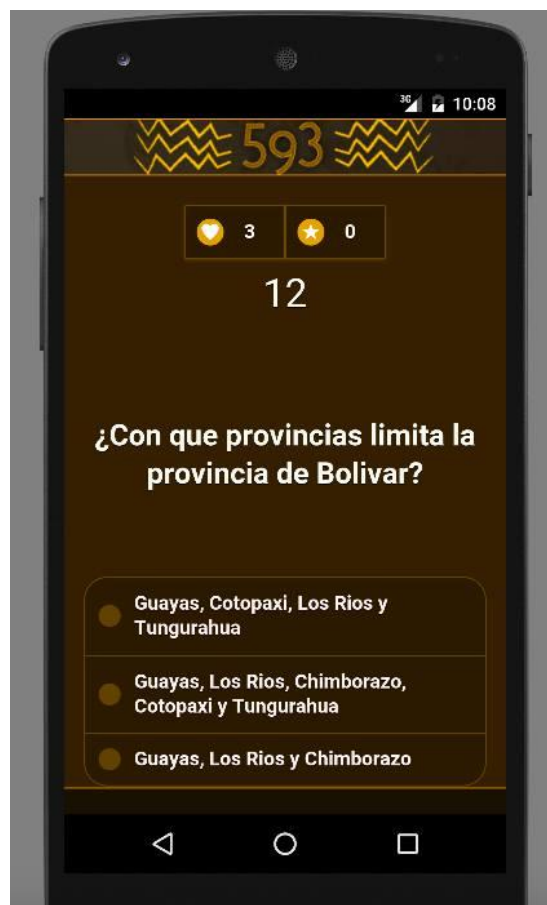 3G 10:08
593
3 0
12
¿Con que provincias limita la
provincia de Bolivar?
Guayas, Cotopaxi, Los Rios y
Tungurahua
Guayas, Los Rios, Chimborazo,
Cotopaxi y Tungurahua
Guayas, Los Rios y Chimborazo